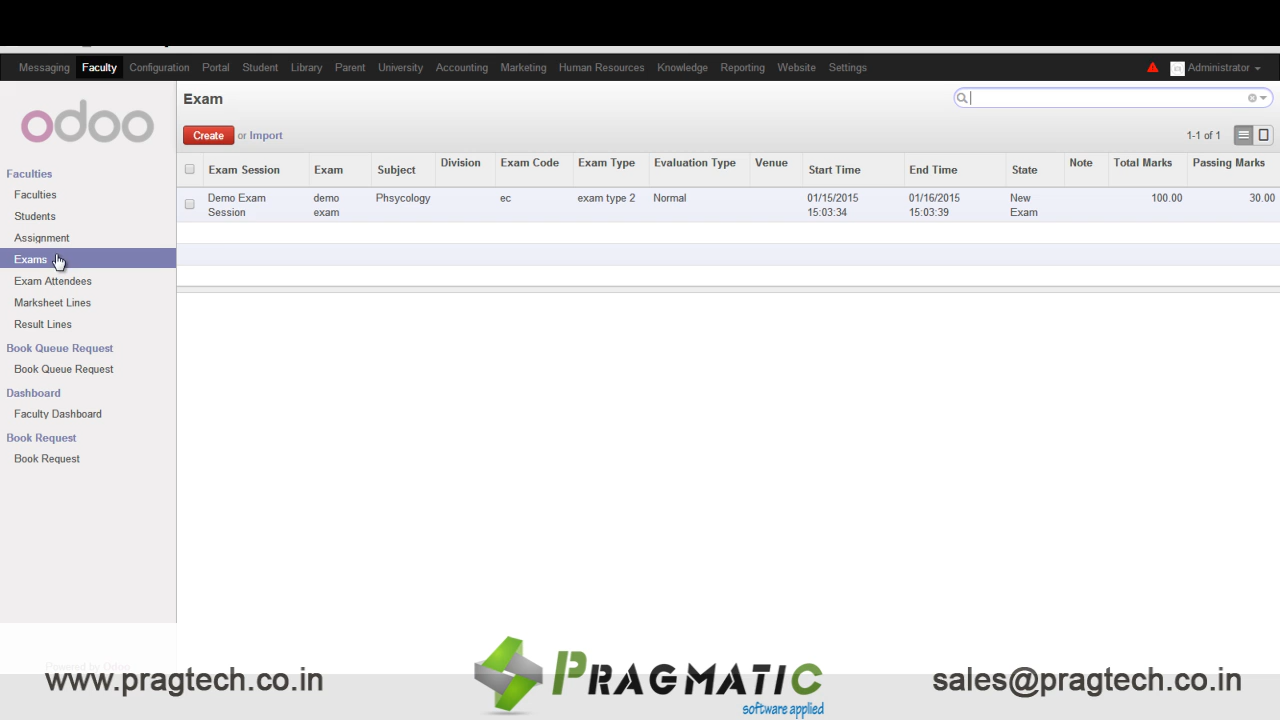 Messaging Faculty Configuration Portal Student Library Parent University Accounting Marketing Human Resources Knowledge Reporting Website Settings Administrator
odoo
Exam
Create or Import
1-1 of 1
Faculties
Faculties
Students
Assignment
Exams
Exam Attendees
Marksheet Lines
Result Lines
Book Queue Request
Book Queue Request
Dashboard
Faculty Dashboard
Book Request
Book Request
Exam Session Exam Subject Division Exam Code Exam Type Evaluation Type Venue Start Time End Time State Note Total Marks Passing Marks
Demo Exam demo Phsycology ec exam type 2 Normal 01/15/2015 01/16/2015 New 100.00 30.00
Session exam 15:03:34 15:03:39 Exam
Powered by Odoo
www.pragtech.co.in
PRAGMATIC
software applied
sales@pragtech.co.in